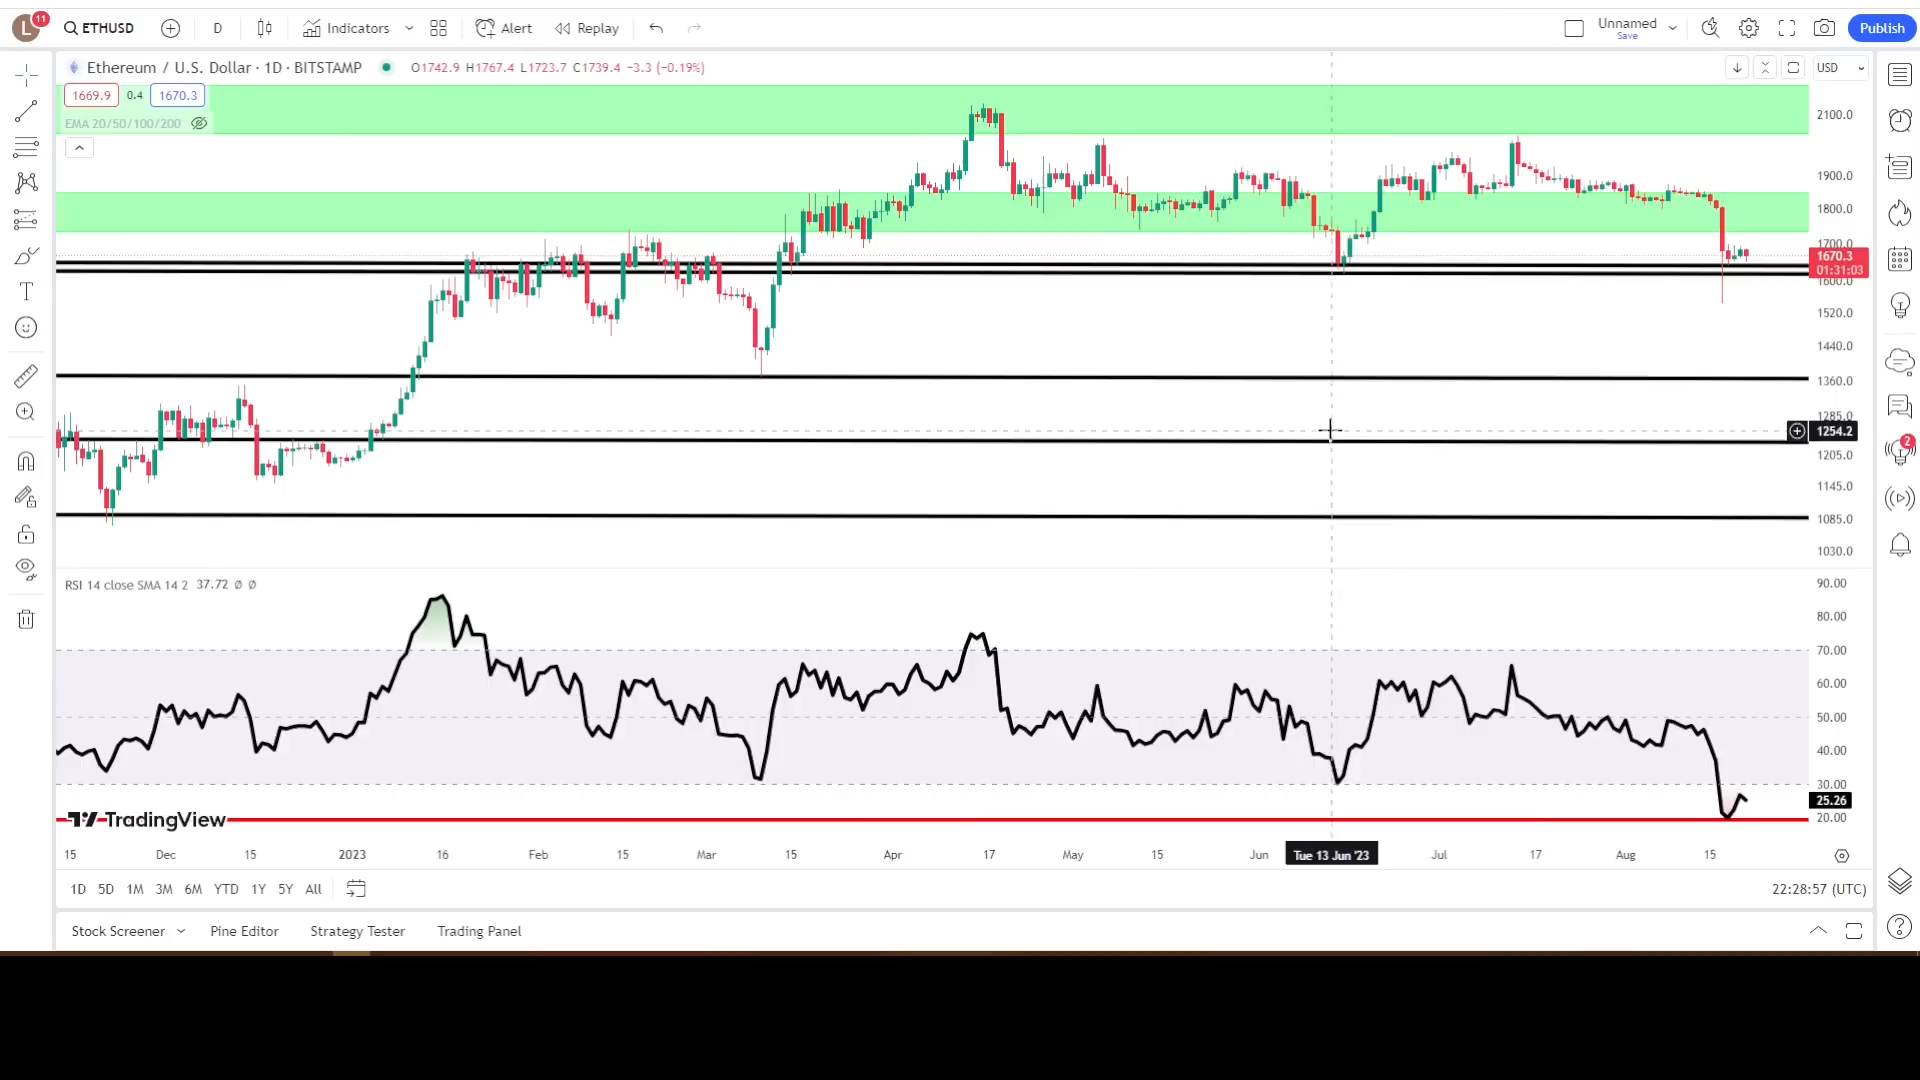 L
11
ETHUSD
D
Indicators
Alert
Replay
Unnamed
Save
Publish
Ethereum / U.S. Dollar · 1D · BITSTAMP
O1742.9 H1767.4 L1723.7 C1739.4 -3.3 (-0.19%)
USD
1669.9 0.4 1670.3
EMA 20/50/100/200
2100.0
1900.0
1800.0
1700.0
1670.3
01:31:03
1600.0
1520.0
1440.0
1360.0
1285.0
1254.2
1205.0
1145.0
1085.0
1030.0
2
RSI 14 close SMA 14 2 37.72 Ø Ø
90.00
80.00
70.00
60.00
50.00
40.00
30.00
25.26
20.00
TradingView
15 Dec 15 2023 16 Feb 15 Mar 15 Apr 17 May 15 Jun Tue 13 Jun '23 Jul 17 Aug 15
1D 5D 1M 3M 6M YTD 1Y 5Y All
22:28:57 (UTC)
Stock Screener Pine Editor Strategy Tester Trading Panel